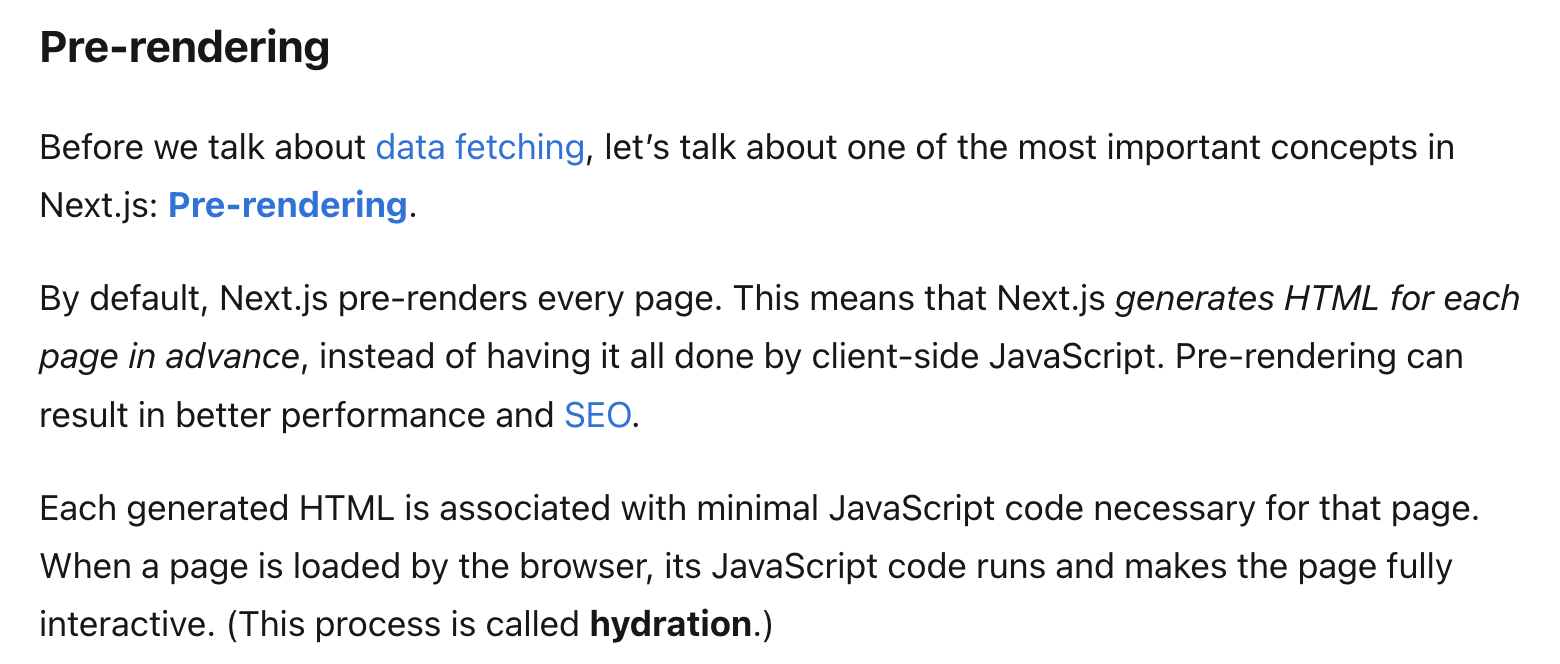 Pre-rendering
Before we talk about data fetching, let’s talk about one of the most important concepts in
Next.js: Pre-rendering.
By default, Next.js pre-renders every page. This means that Next.js generates HTML for each
page in advance, instead of having it all done by client-side JavaScript. Pre-rendering can
result in better performance and SEO.
Each generated HTML is associated with minimal JavaScript code necessary for that page.
When a page is loaded by the browser, its JavaScript code runs and makes the page fully
interactive. (This process is called hydration.)